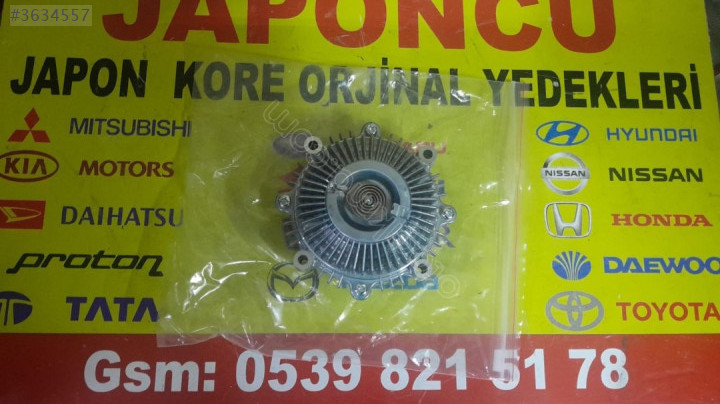 #3634557
JAPONCU
JAPON KORE ORJİNAL YEDEKLERİ
MITSUBISHI
HYUNDAI
KIA MOTORS
NISSAN NISSAN
DAIHATSU
HONDA
proton
DAEWOO
TATA
TOYOTA
Gsm: 0539 821 51 78